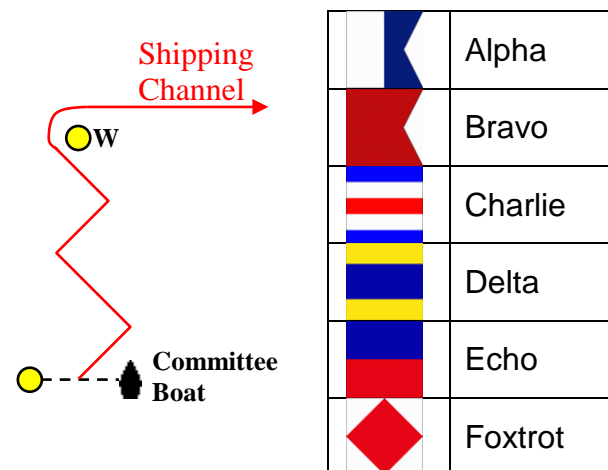 Shipping
Channel
W
Committee
Boat
Alpha
Bravo
Charlie
Delta
Echo
Foxtrot